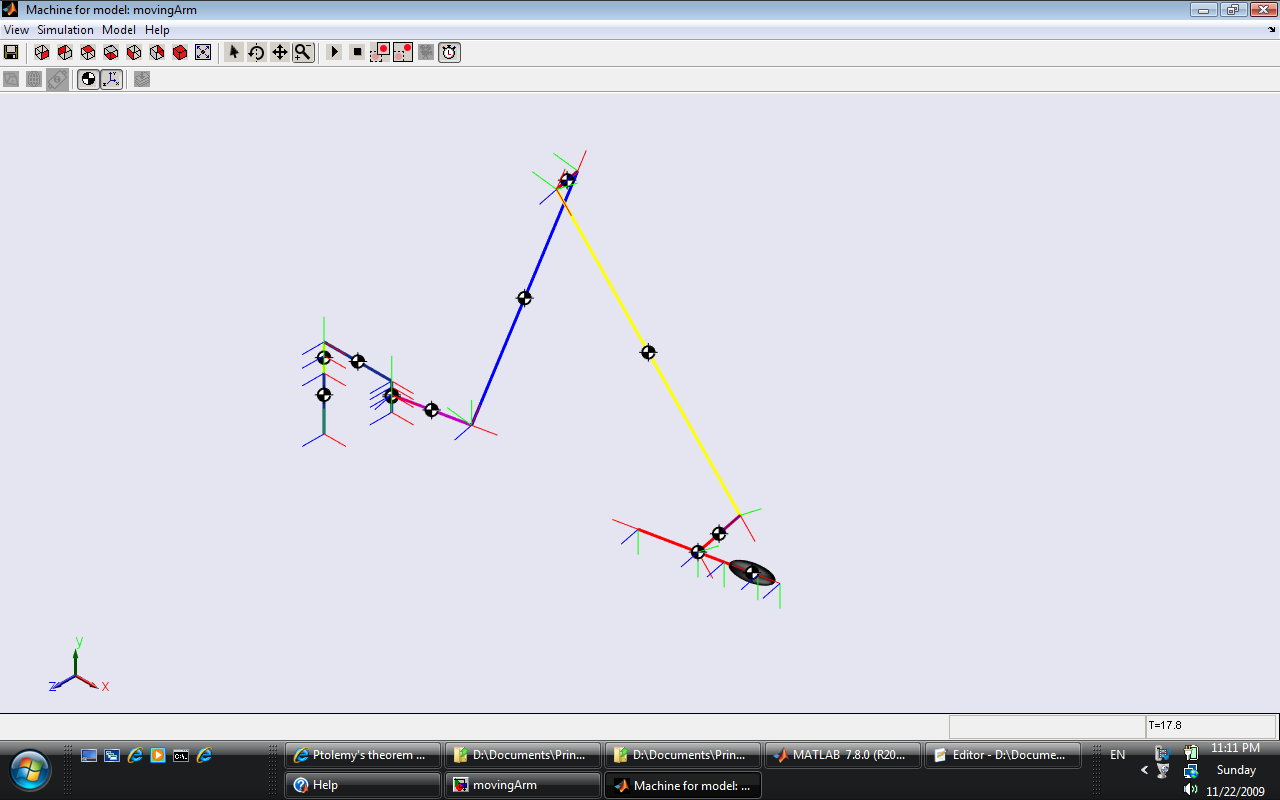 Machine for model: movingArm
View Simulation Model Help
y
Z X
T=17.8
Ptolemy's theorem ... D:\Documents\Prin... D:\Documents\Prin... MATLAB 7.8.0 (R20... Editor - D:\Docume... EN 11:11 PM
Sunday
Help movingArm Machine for model: ... 11/22/2009